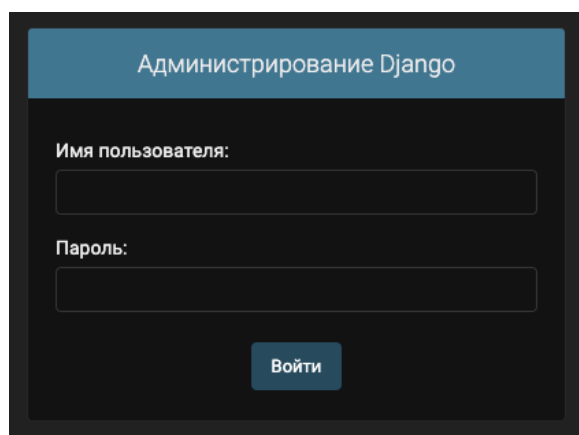 Администрирование Django
Имя пользователя:
Пароль:
Войти